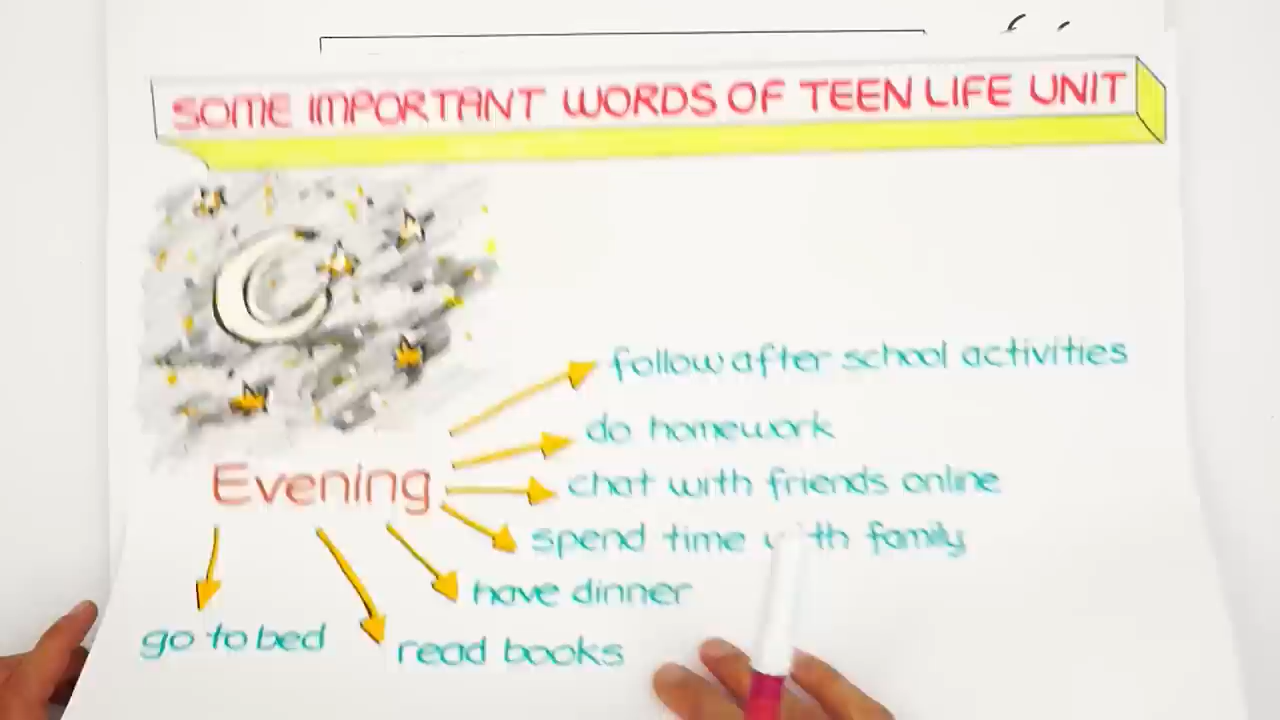 SOME IMPORTANT WORDS OF TEEN LIFE UNIT
follow after school activities
do homework
chat with friends online
Evening
spend time with family
have dinner
go to bed
read books